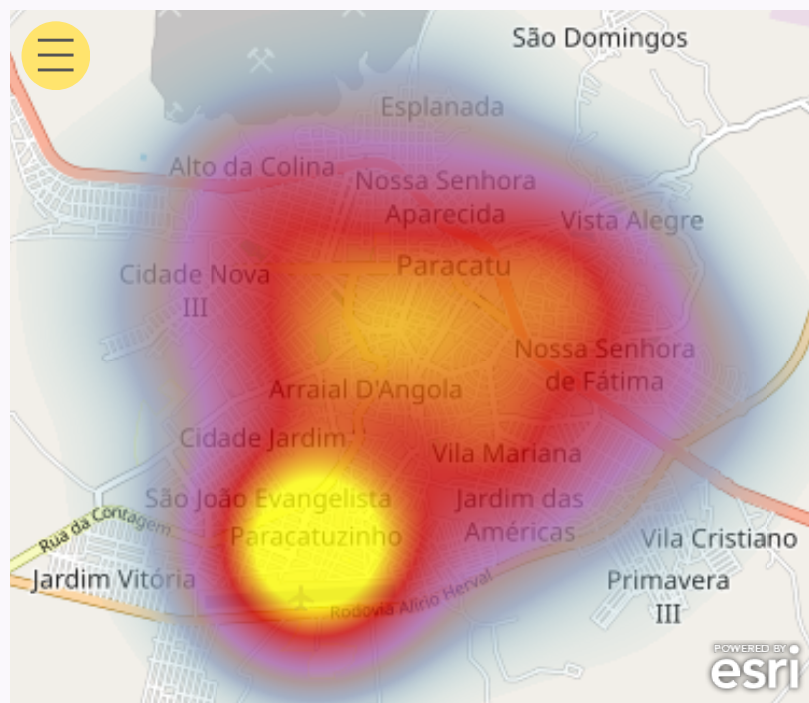 São Domingos
Esplanada
Alto da Colina
Nossa Senhora
Aparecida
Vista Alegre
Paracatu
Cidade Nova
III
Nossa Senhora
de Fátima
Arraial D'Angola
Cidade Jardim
Vila Mariana
São João Evangelista
Jardim das
Américas
Rua da Contagem
Paracatuzinho
Vila Cristiano
Jardim Vitória
Primavera
III
Rodovia Alírio Herval
POWERED BY
esri